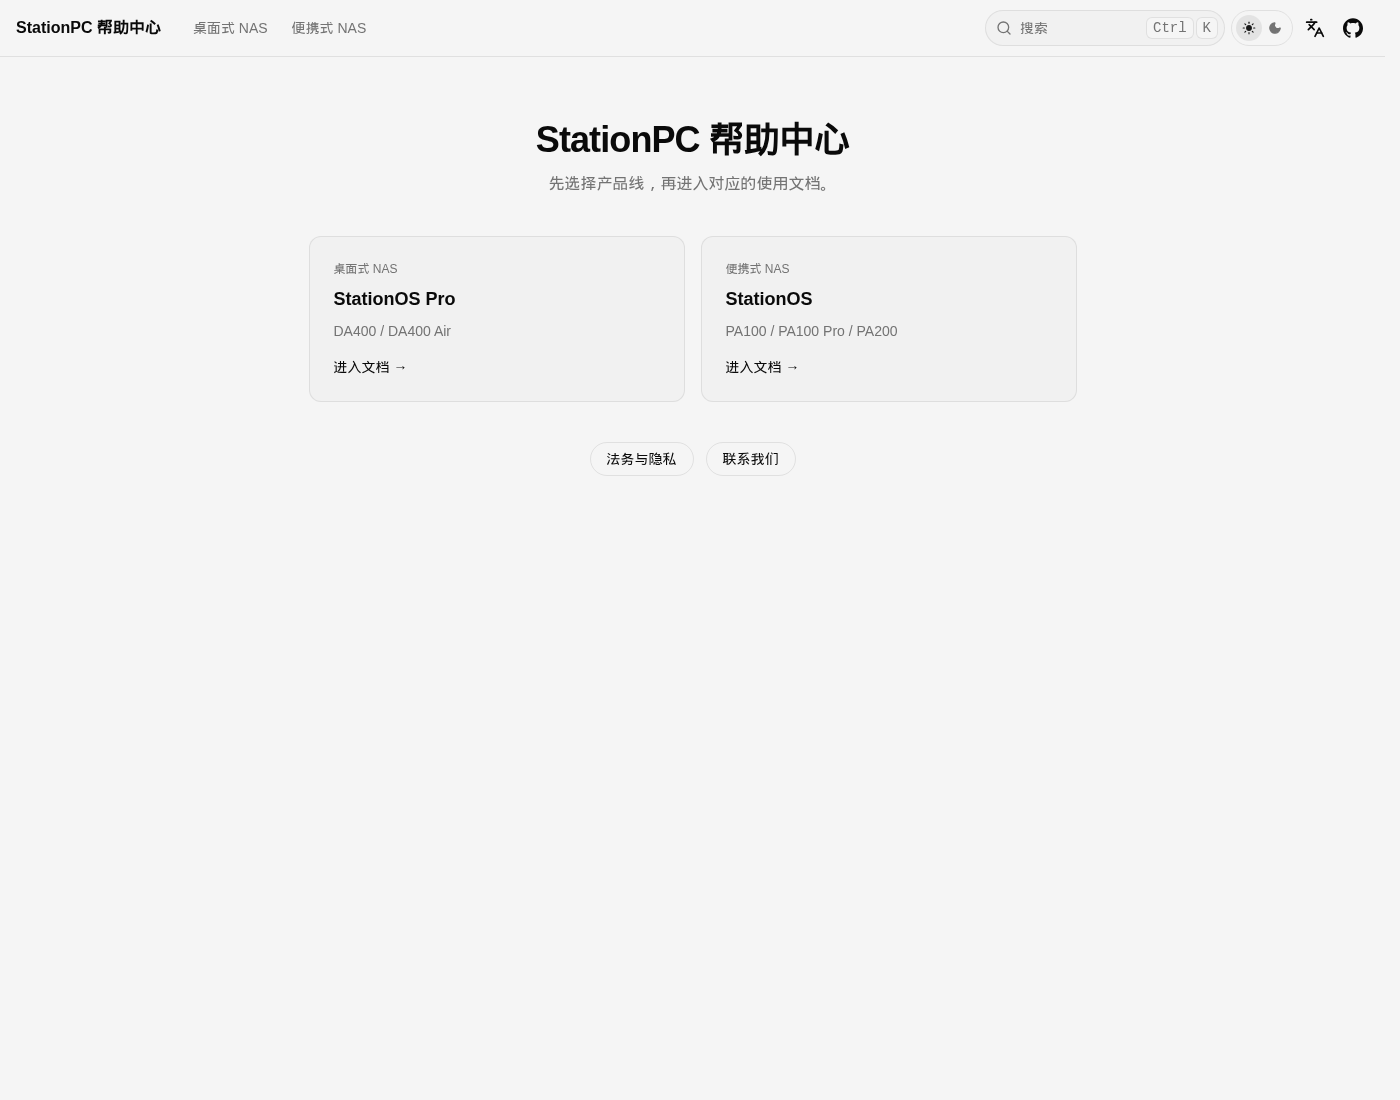 StationPC 帮助中心
桌面式 NAS
便携式 NAS
搜索
Ctrl K
StationPC 帮助中心
先选择产品线，再进入对应的使用文档。
桌面式 NAS
StationOS Pro
DA400 / DA400 Air
进入文档 →
便携式 NAS
StationOS
PA100 / PA100 Pro / PA200
进入文档 →
法务与隐私
联系我们